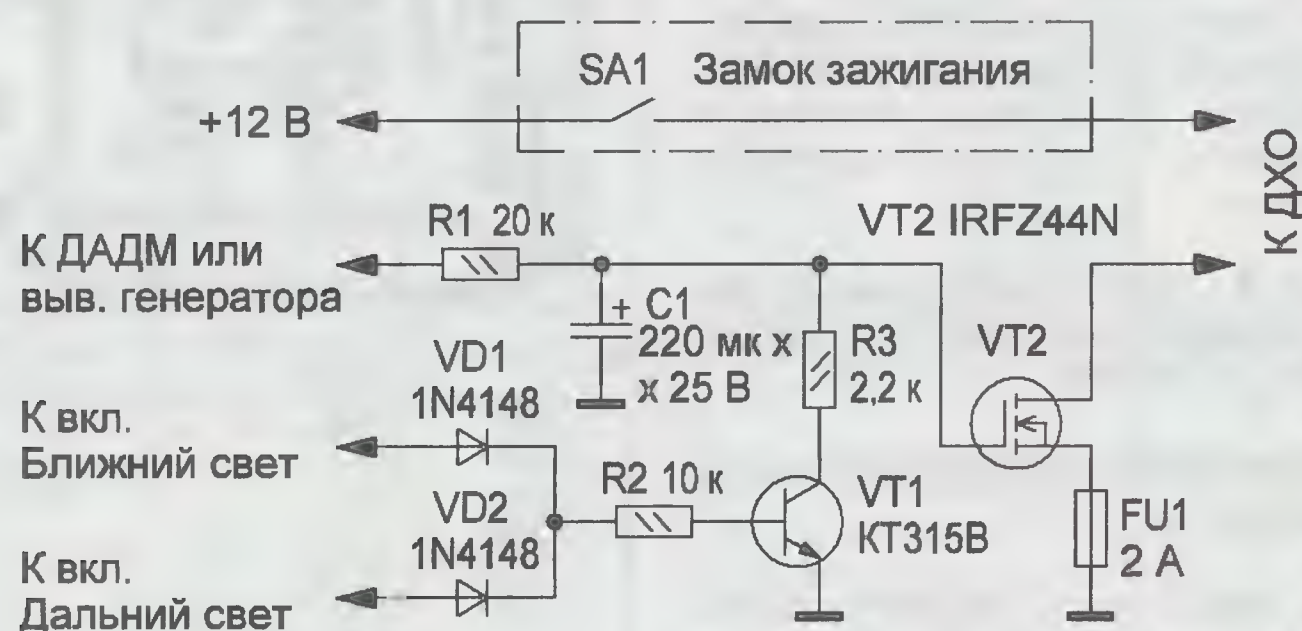 SA1 Замок зажигания
+12 В
К ДХО
R1 20 к
VT2 IRFZ44N
К ДАДМ или
выв. генератора
+ C1
220 мк х
х 25 В
R3
2,2 к
VT2
VD1
1N4148
К вкл.
Ближний свет
R2 10 к
VT1
КТ315В
FU1
2 А
VD2
1N4148
К вкл.
Дальний свет